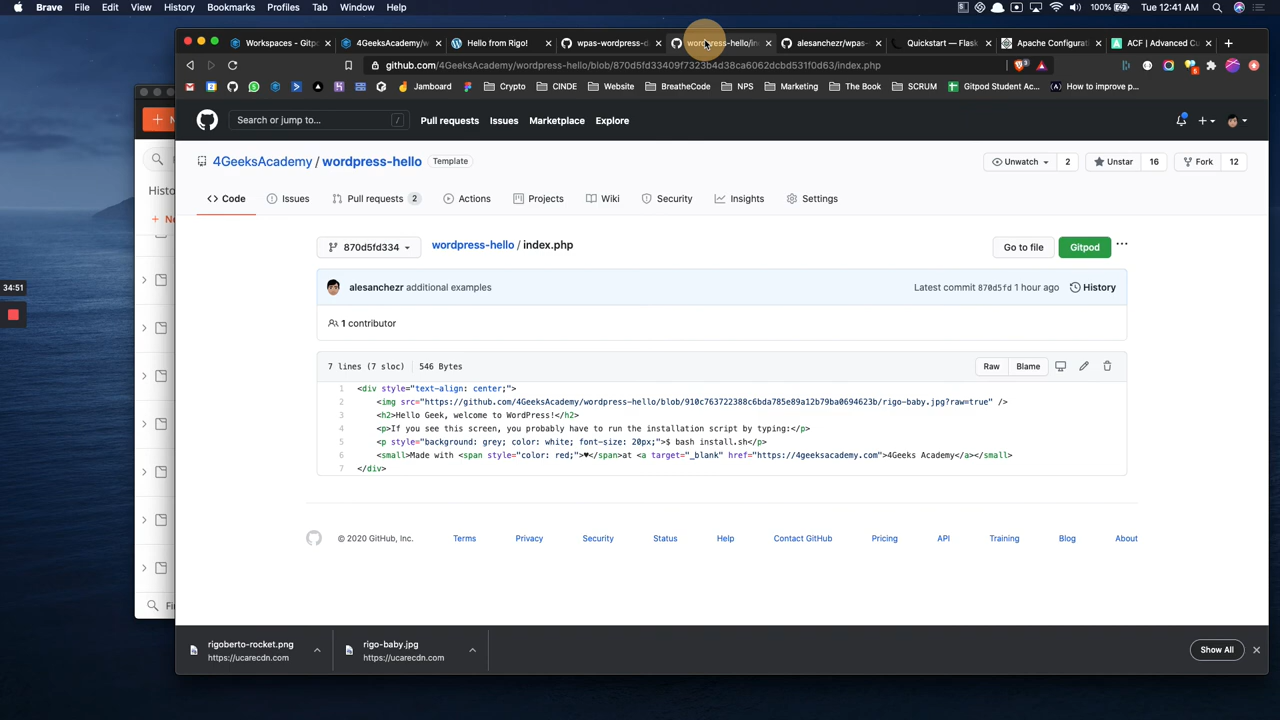 Brave File Edit View History Bookmarks Profiles Tab Window Help 100% Tue 12:41 AM
Workspaces - Gitp
4GeeksAcademy/w
Hello from Rigo!
wpas-wordpress-d
wordpress-hello/in
alesanchezr/wpas-
Quickstart — Flask
Apache Configurat
ACF | Advanced Cu
github.com/4GeeksAcademy/wordpress-hello/blob/870d5fd33409f7323b4d38ca6062dcbd531f0d63/index.php
Jamboard Crypto CINDE Website BreatheCode NPS Marketing The Book SCRUM Gitpod Student Ac... How to improve p...
Search or jump to... / Pull requests Issues Marketplace Explore
4GeeksAcademy / wordpress-hello Template
Unwatch 2 Unstar 16 Fork 12
Code Issues Pull requests 2 Actions Projects Wiki Security Insights Settings
870d5fd334 wordpress-hello / index.php Go to file Gitpod ...
alesanchezr additional examples Latest commit 870d5fd 1 hour ago History
1 contributor
7 lines (7 sloc) 546 Bytes Raw Blame
1 <div style="text-align: center;">
2 <img src="https://github.com/4GeeksAcademy/wordpress-hello/blob/910c763722388c6bda785e89a12b79ba0694623b/rigo-baby.jpg?raw=true" />
3 <h2>Hello Geek, welcome to WordPress!</h2>
4 <p>If you see this screen, you probably have to run the installation script by typing:</p>
5 <p style="background: grey; color: white; font-size: 20px;">$ bash install.sh</p>
6 <small>Made with <span style="color: red;">♥</span>at <a target="_blank" href="https://4geeksacademy.com">4Geeks Academy</a></small>
7 </div>
© 2020 GitHub, Inc. Terms Privacy Security Status Help Contact GitHub Pricing API Training Blog About
rigoberto-rocket.png
https://ucarecdn.com
rigo-baby.jpg
https://ucarecdn.com
Show All
34:51
+ N
Histo
+ Ne
Fi